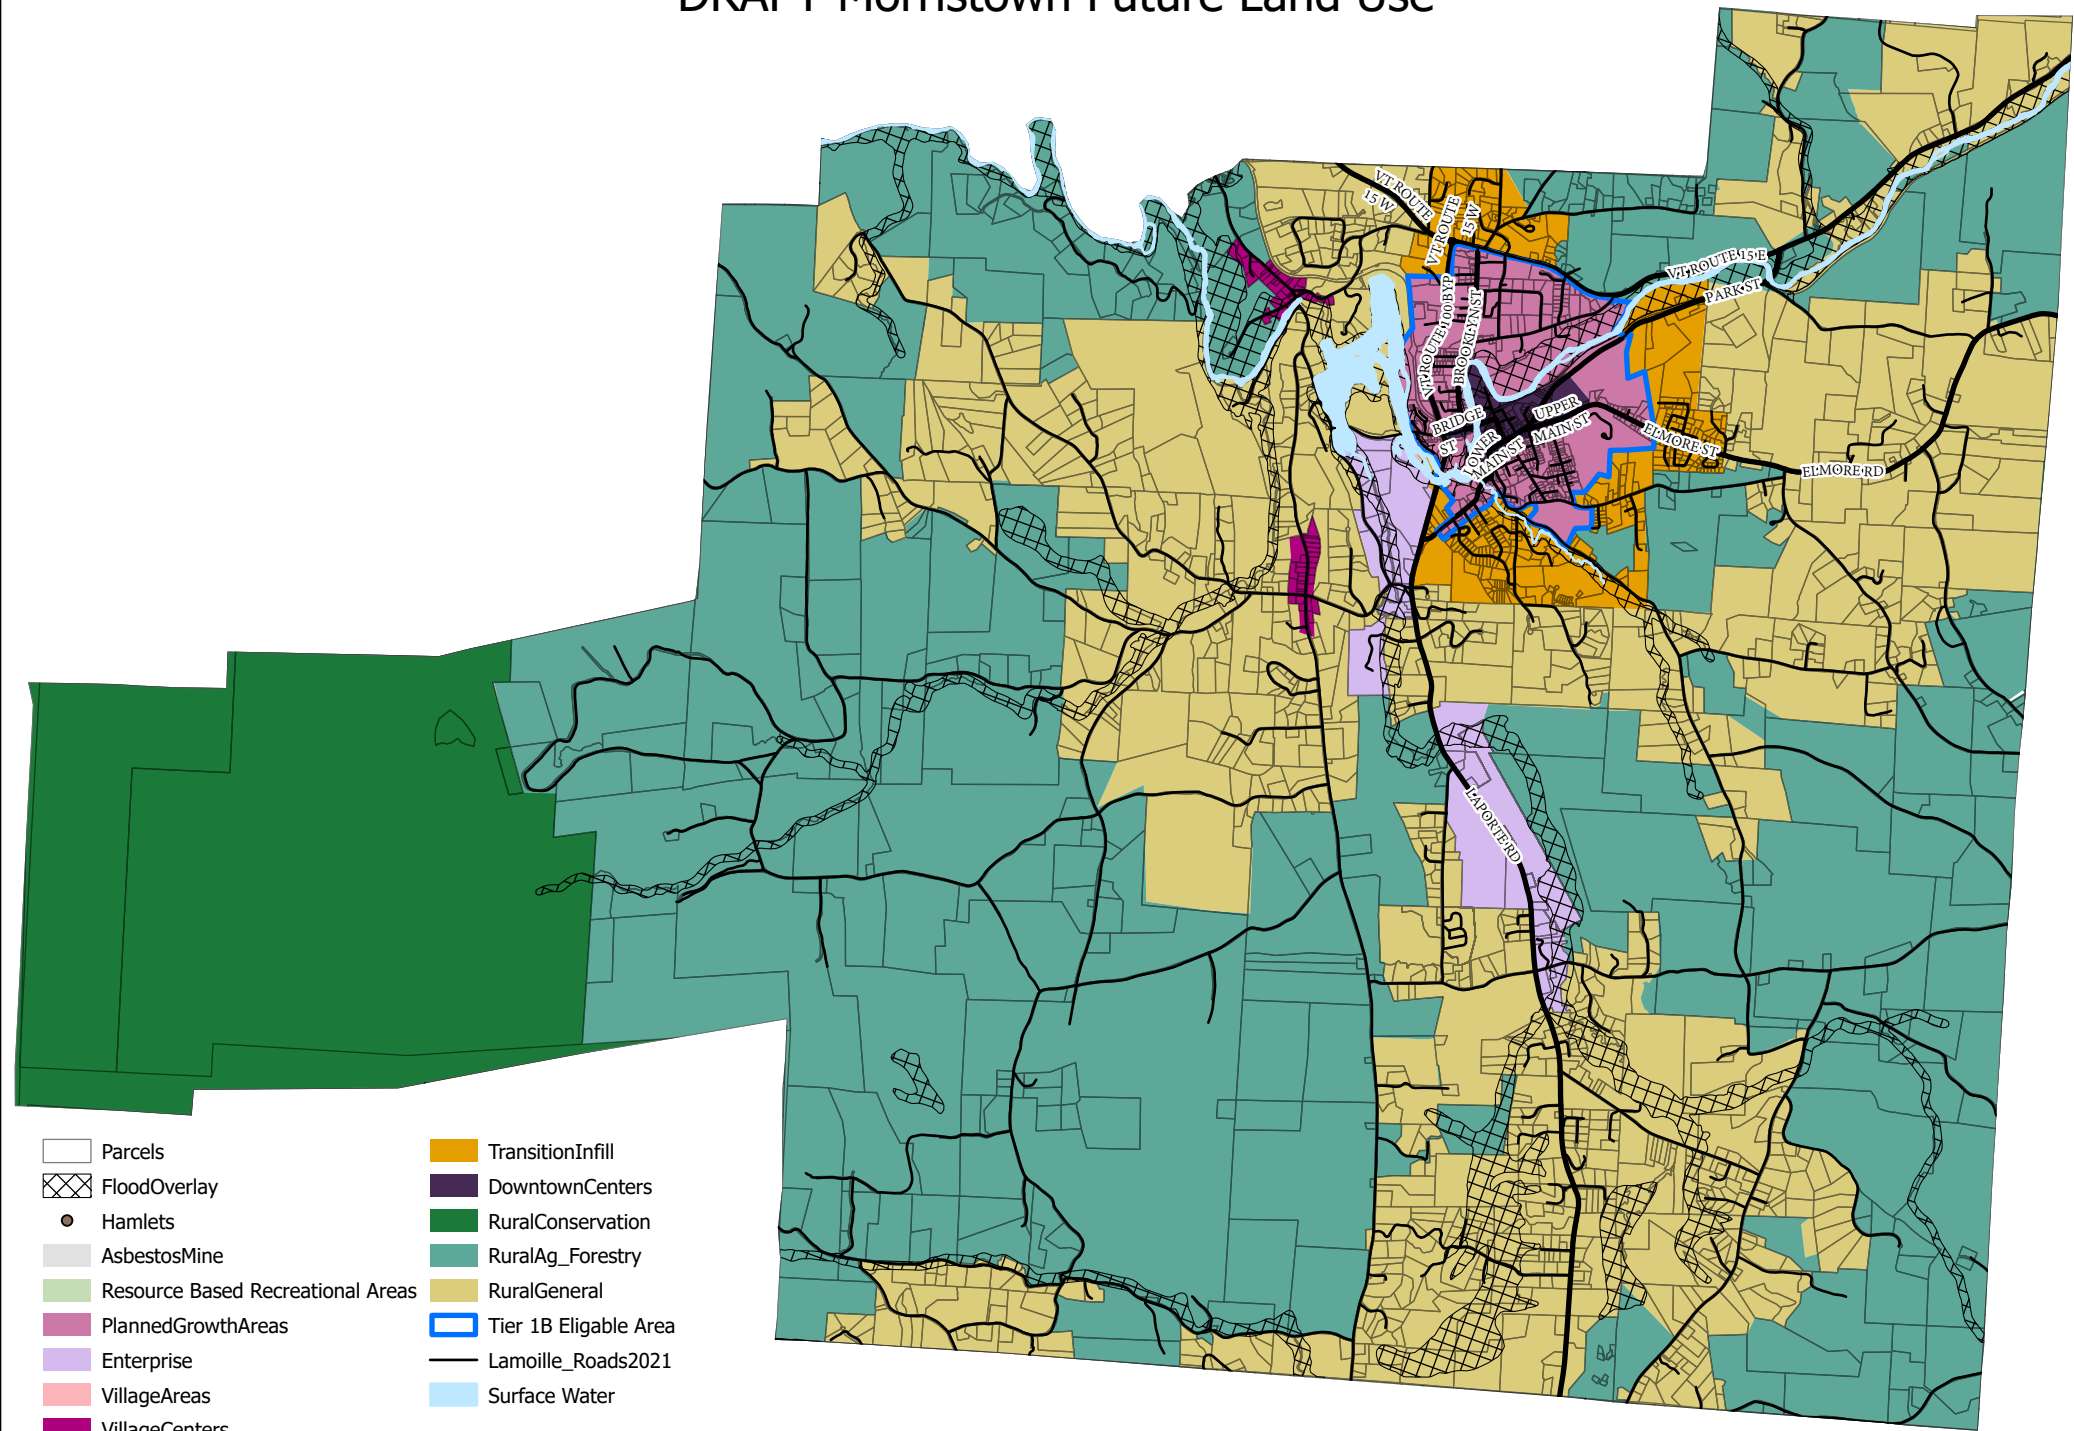 DRAFT Morristown Future Land Use
VT ROUTE
15 W
VT ROUTE
15 W
VT ROUTE 15 E
PARK ST
VT ROUTE 100 BYP
BROOKLYN ST
BRIDGE
ST
UPPER
MAIN ST
LOWER
MAIN ST
ELMORE ST
ELMORE RD
LAPORTE RD
Parcels
FloodOverlay
Hamlets
AsbestosMine
Resource Based Recreational Areas
PlannedGrowthAreas
Enterprise
VillageAreas
VillageCenters
TransitionInfill
DowntownCenters
RuralConservation
RuralAg_Forestry
RuralGeneral
Tier 1B Eligable Area
Lamoille_Roads2021
Surface Water